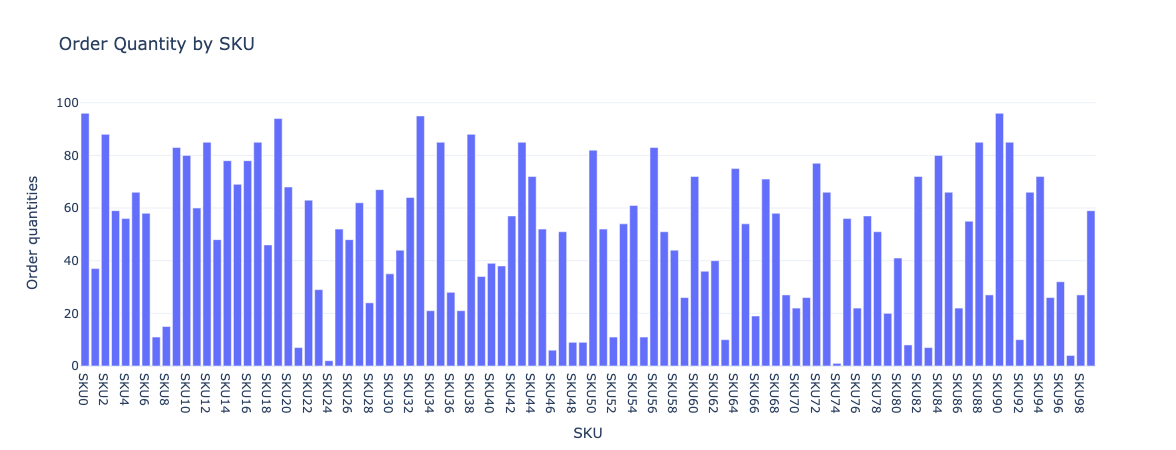 Order Quantity by SKU
100
80
60
40
20
0
Order quantities
SKU0
SKU2
SKU4
SKU6
SKU8
SKU10
SKU12
SKU14
SKU16
SKU18
SKU20
SKU22
SKU24
SKU26
SKU28
SKU30
SKU32
SKU34
SKU36
SKU38
SKU40
SKU42
SKU44
SKU46
SKU48
SKU50
SKU52
SKU54
SKU56
SKU58
SKU60
SKU62
SKU64
SKU66
SKU68
SKU70
SKU72
SKU74
SKU76
SKU78
SKU80
SKU82
SKU84
SKU86
SKU88
SKU90
SKU92
SKU94
SKU96
SKU98
SKU